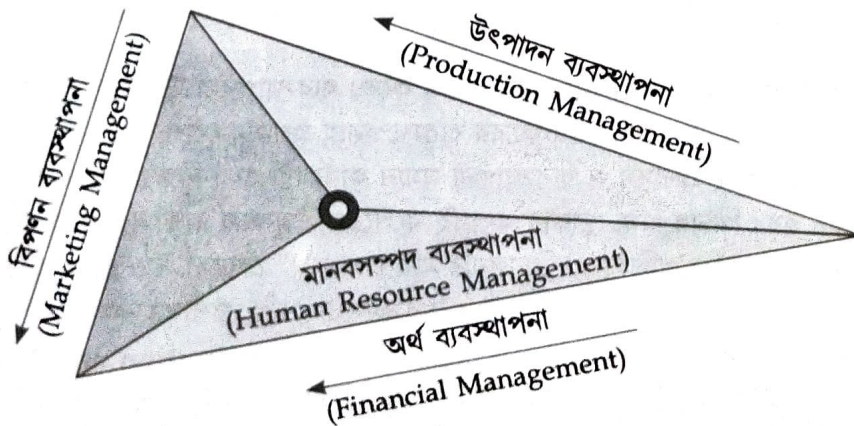 উৎপাদন ব্যবস্থাপনা
(Production Management)
বিপণন ব্যবস্থাপনা
(Marketing Management)
মানবসম্পদ ব্যবস্থাপনা
(Human Resource Management)
অর্থ ব্যবস্থাপনা
(Financial Management)